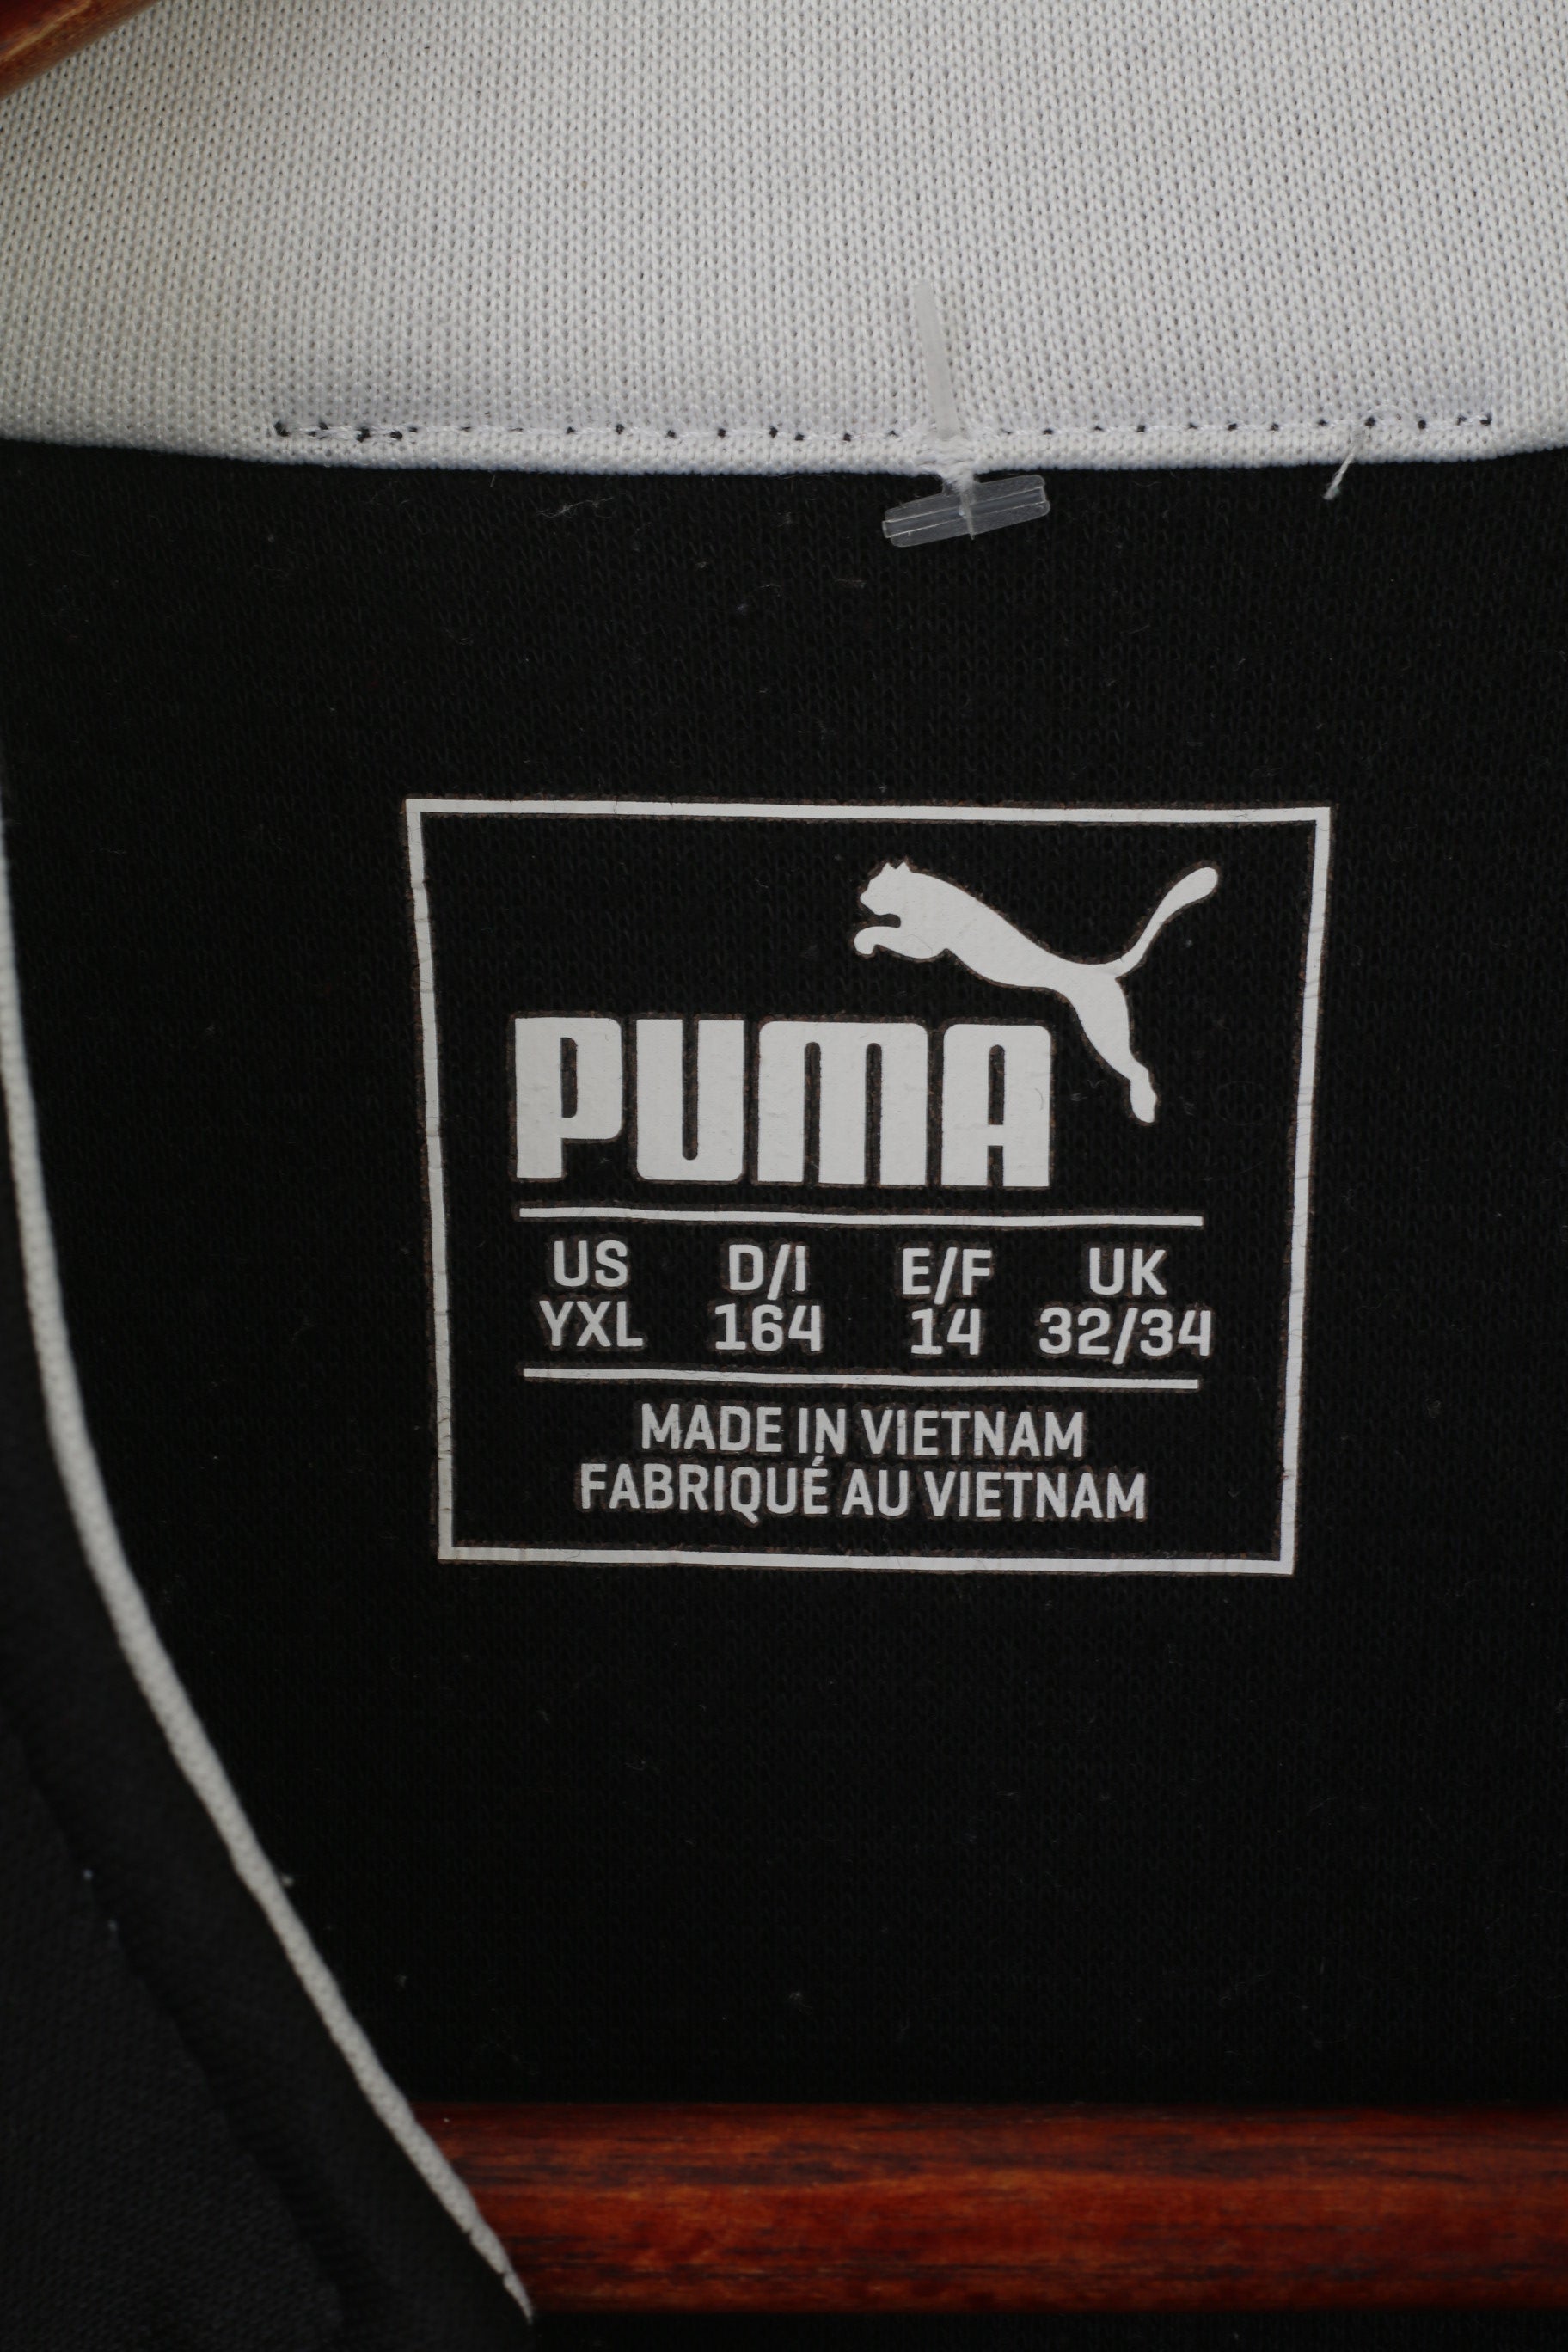 PUMA
US D/I E/F UK
YXL 164 14 32/34
MADE IN VIETNAM
FABRIQUÉ AU VIETNAM